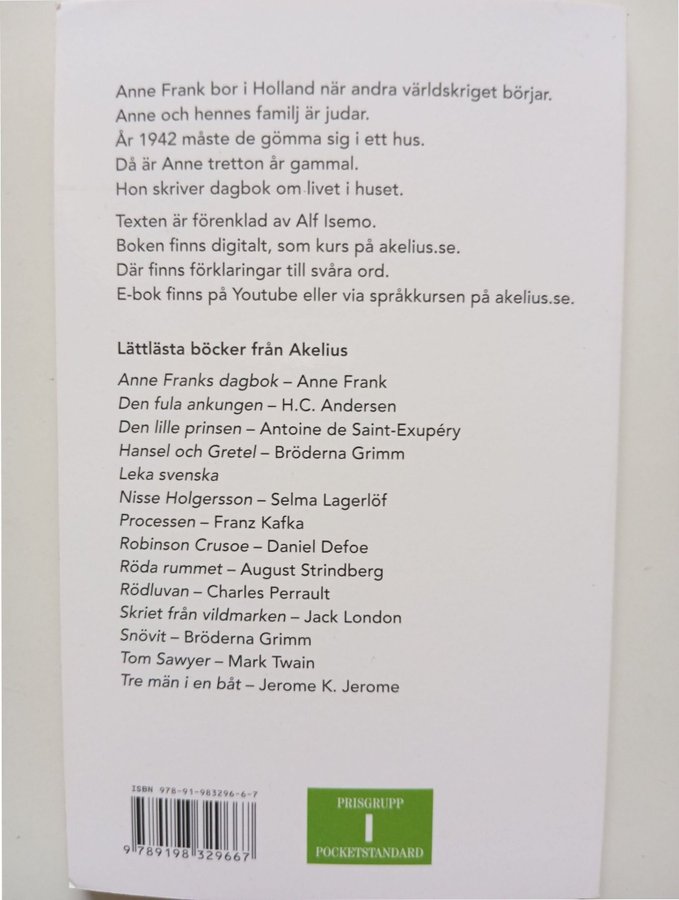 Anne Frank bor i Holland när andra världskriget börjar.
Anne och hennes familj är judar.
År 1942 måste de gömma sig i ett hus.
Då är Anne tretton år gammal.
Hon skriver dagbok om livet i huset.
Texten är förenklad av Alf Isemo.
Boken finns digitalt, som kurs på akelius.se.
Där finns förklaringar till svåra ord.
E-bok finns på Youtube eller via språkkursen på akelius.se.
Lättlästa böcker från Akelius
Anne Franks dagbok – Anne Frank
Den fula ankungen – H.C. Andersen
Den lille prinsen – Antoine de Saint-Exupéry
Hansel och Gretel – Bröderna Grimm
Leka svenska
Nisse Holgersson – Selma Lagerlöf
Processen – Franz Kafka
Robinson Crusoe – Daniel Defoe
Röda rummet – August Strindberg
Rödluvan – Charles Perrault
Skriet från vildmarken – Jack London
Snövit – Bröderna Grimm
Tom Sawyer – Mark Twain
Tre män i en båt – Jerome K. Jerome
ISBN 978-91-983296-6-7
9 789198 329667
PRISGRUPP
I
POCKETSTANDARD